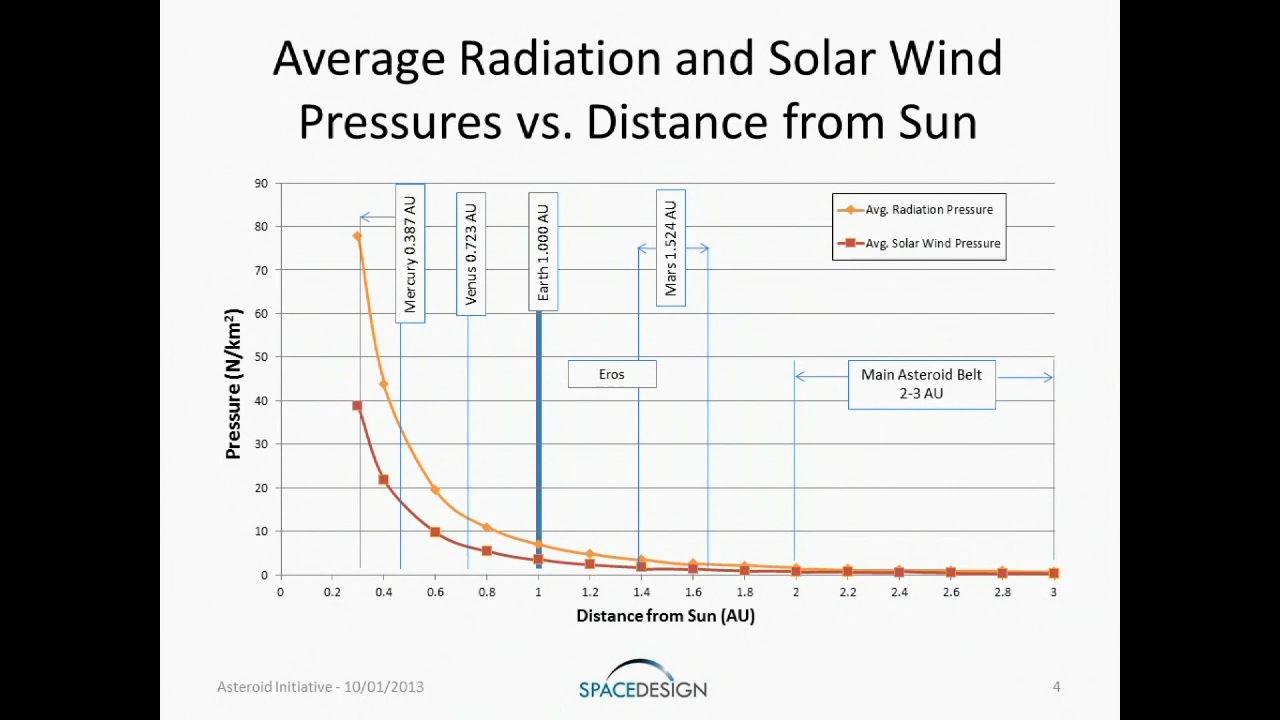 Average Radiation and Solar Wind
Pressures vs. Distance from Sun
90
80
70
60
50
40
30
20
10
0
Pressure (N/km²)
Mercury 0.387 AU
Venus 0.723 AU
Earth 1.000 AU
Mars 1.524 AU
Avg. Radiation Pressure
Avg. Solar Wind Pressure
Eros
Main Asteroid Belt
2-3 AU
0 0.2 0.4 0.6 0.8 1 1.2 1.4 1.6 1.8 2 2.2 2.4 2.6 2.8 3
Distance from Sun (AU)
Asteroid Initiative - 10/01/2013
SPACEDESIGN
4